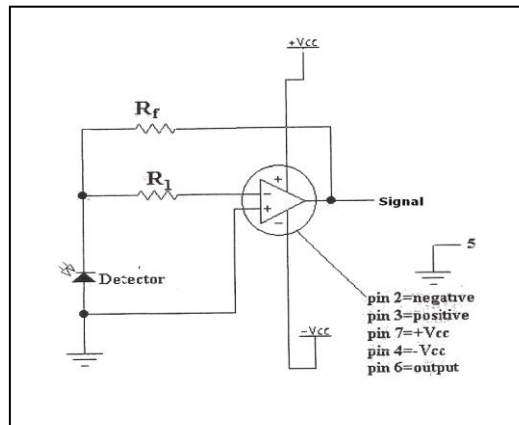 +Vcc
Rf
R1
- 
+
+
-
Signal
Detector
5
-Vcc
pin 2=negative
pin 3=positive
pin 7=+Vcc
pin 4=-Vcc
pin 6=output